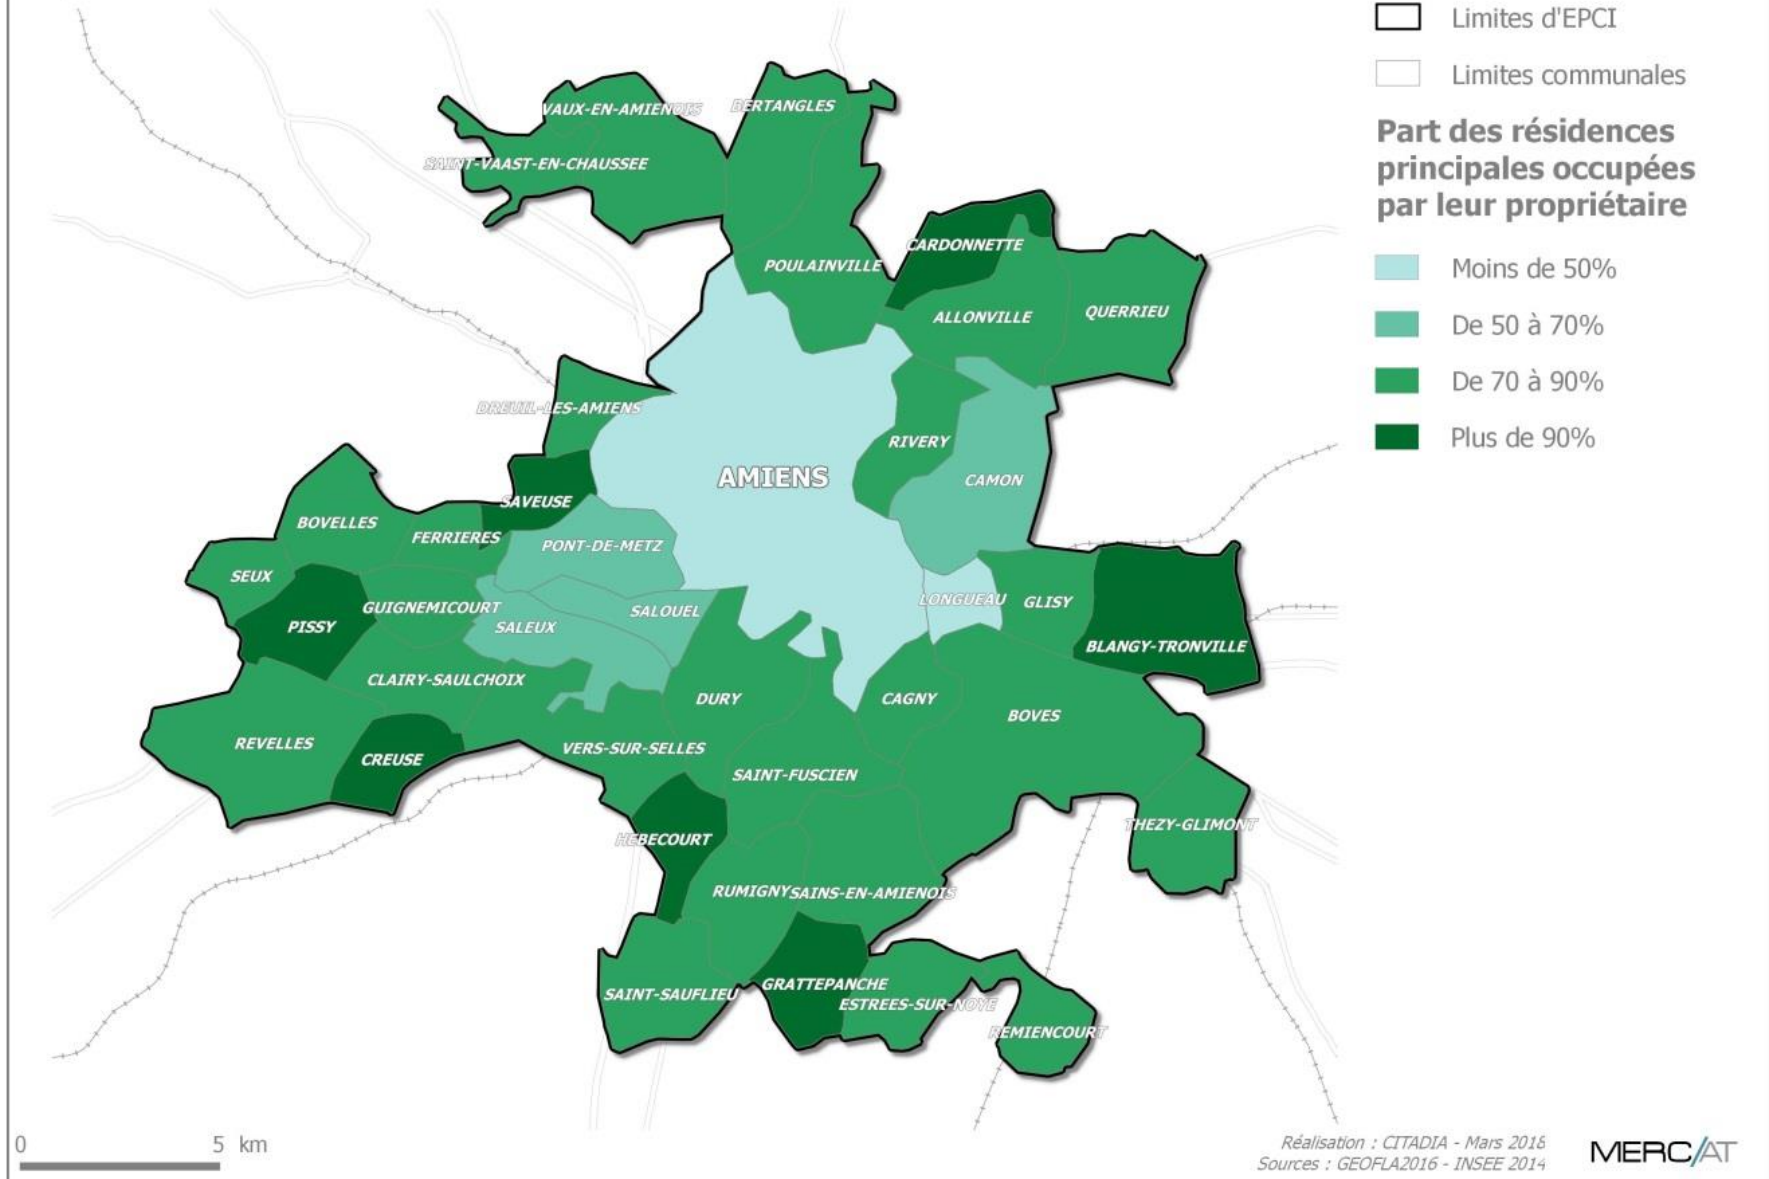 Limites d'EPCI
Limites communales
Part des résidences
principales occupées
par leur propriétaire
Moins de 50%
De 50 à 70%
De 70 à 90%
Plus de 90%
VAUX-EN-AMIENOIS
BERTANGLES
SAINT-VAAST-EN-CHAUSSEE
CARDONNETTE
POULAINVILLE
ALLONVILLE
QUERRIEU
DREUIL-LES-AMIENS
RIVERY
AMIENS
CAMON
SAVEUSE
BOVELLES
FERRIERES
PONT-DE-METZ
SEUX
GUIGNEMICOURT
SALOUEL
LONGUEAU
GLISY
PISSY
SALEUX
BLANGY-TRONVILLE
CLAIRY-SAULCHOIX
DURY
CAGNY
BOVES
REVELLES
CREUSE
VERS-SUR-SELLES
SAINT-FUSCIEN
THEZY-GLIMONT
HEBECOURT
RUMIGNY
SAINS-EN-AMIENOIS
SAINT-SAUFLIEU
GRATTEPANCHE
ESTREES-SUR-NOYE
REMIENCOURT
0 5 km
Réalisation : CITADIA - Mars 2018
Sources : GEOFLA2016 - INSEE 2014
MERC/AT